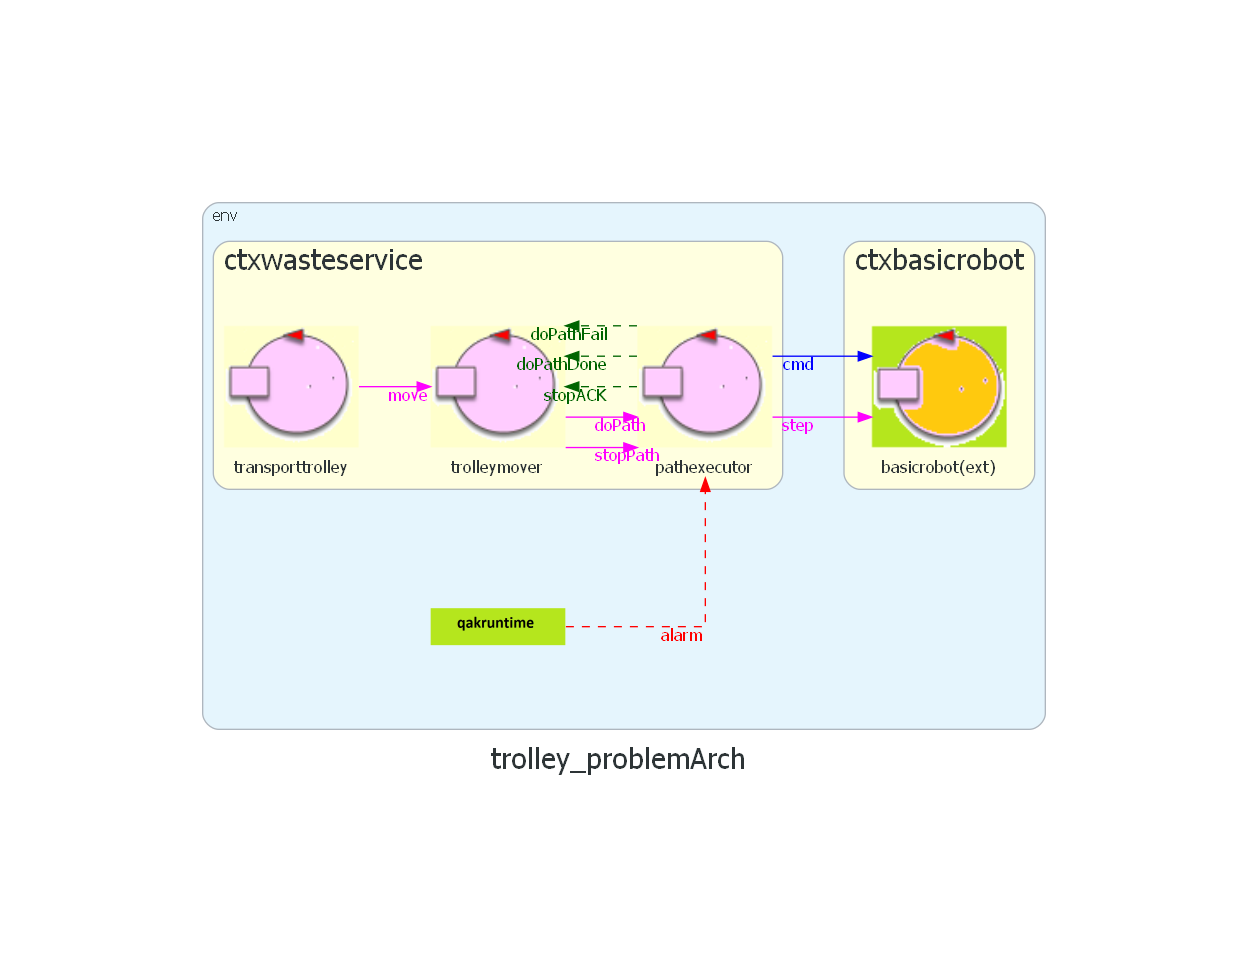 env
ctxwasteservice
ctxbasicrobot
doPathFail
doPathDone
cmd
move
stopACK
doPath
step
stopPath
transporttrolley
trolleymover
pathexecutor
basicrobot(ext)
qakruntime
alarm
trolley_problemArch